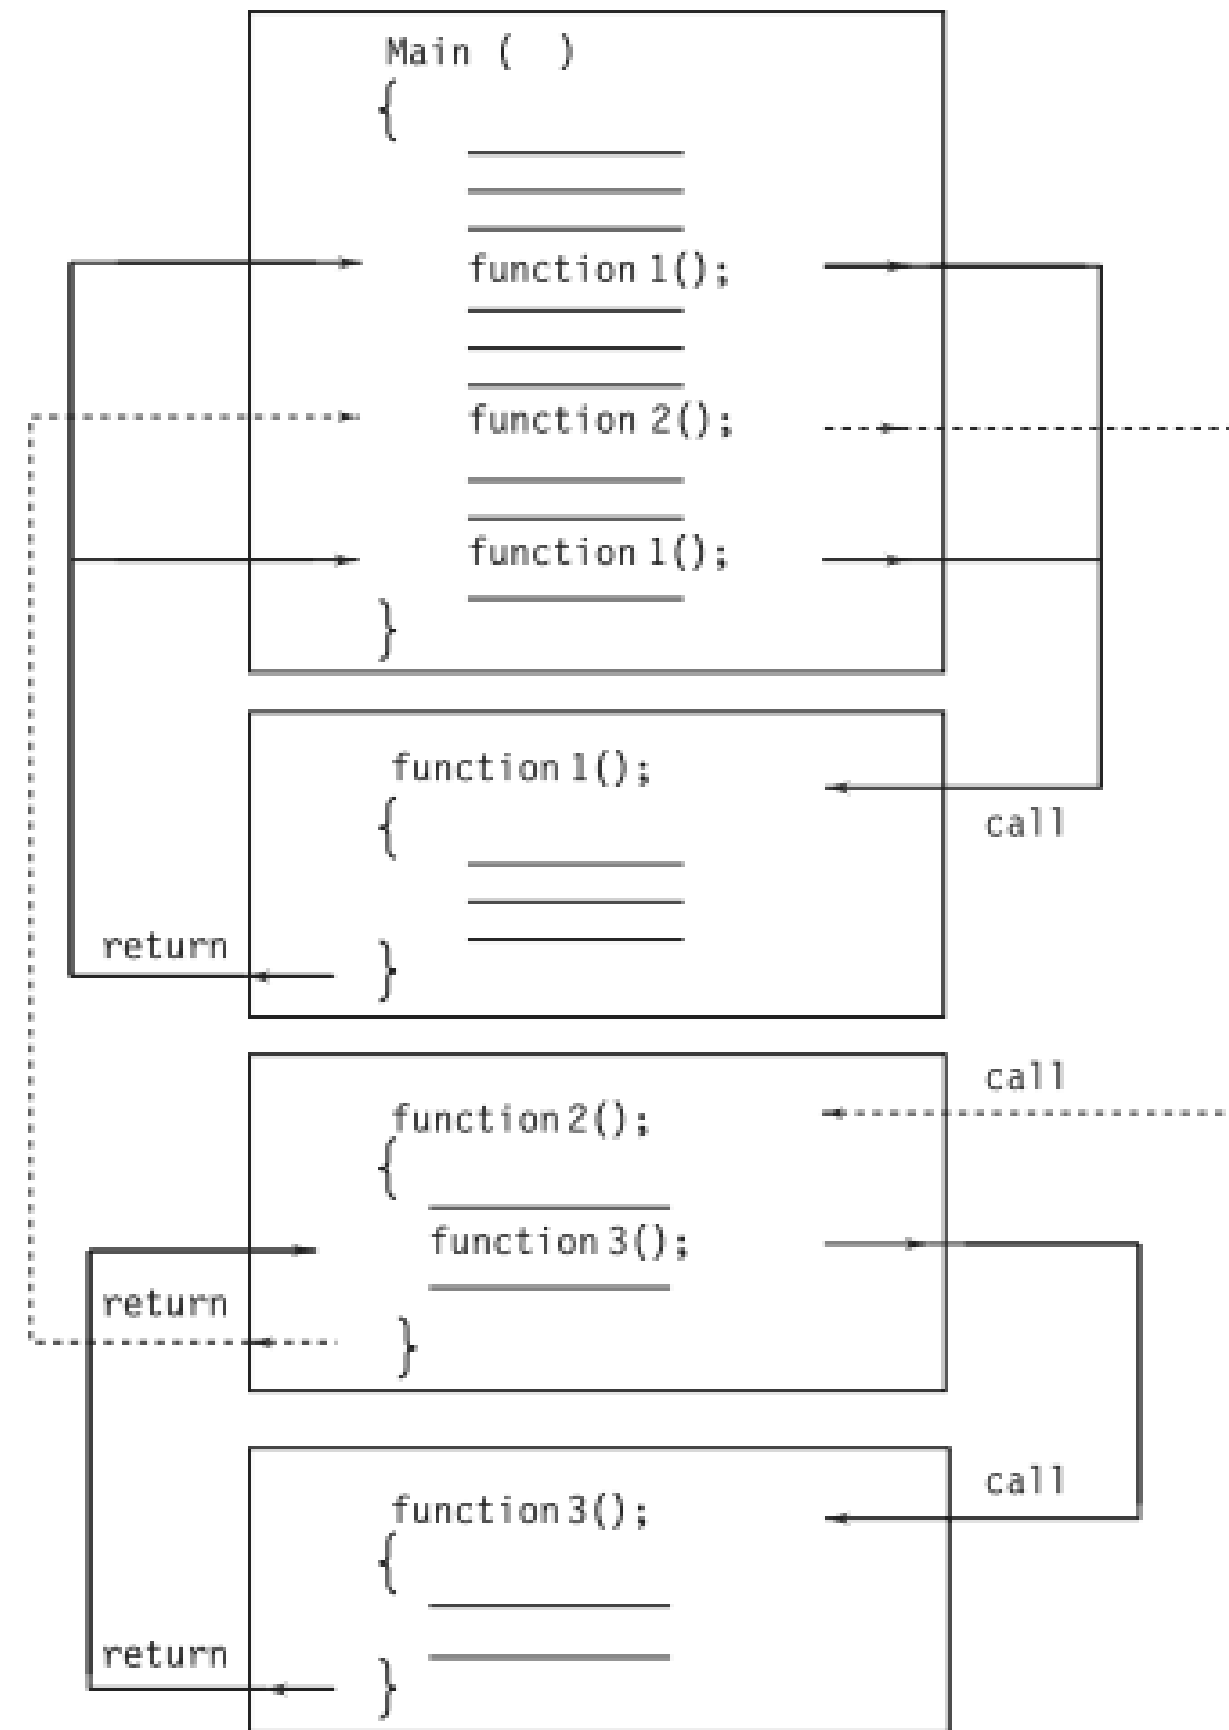 Main ( )
{
function 1();
function 2();
function 1();
}
function 1();
{
call
return
}
call
function 2();
{
function 3();
return
}
call
function 3();
{
return
}